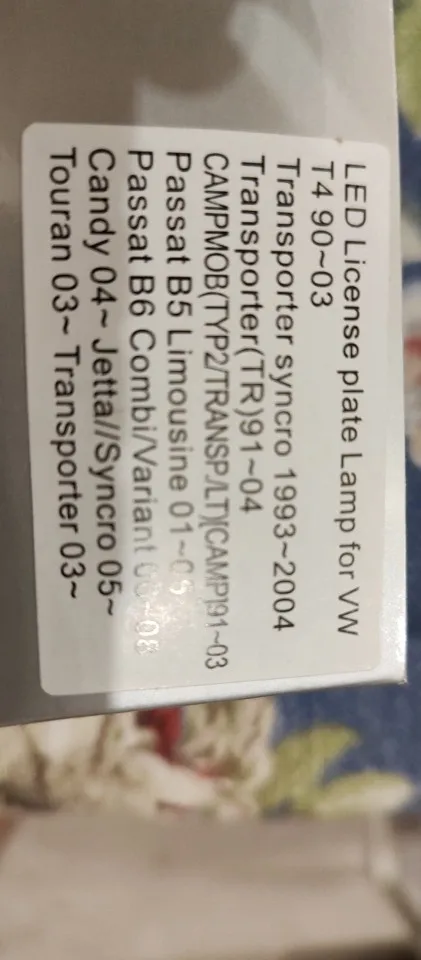 LED License plate Lamp for VW
T4 90~03
Transporter syncro 1993~2004
Transporter(TR)91~04
CAMPMOB(TYP2/TRANSP./LT)[CAMP]91~03
Passat B5 Limousine 01~05
Passat B6 Combi/Variant 06~08
Candy 04~ Jetta//Syncro 05~
Touran 03~ Transporter 03~